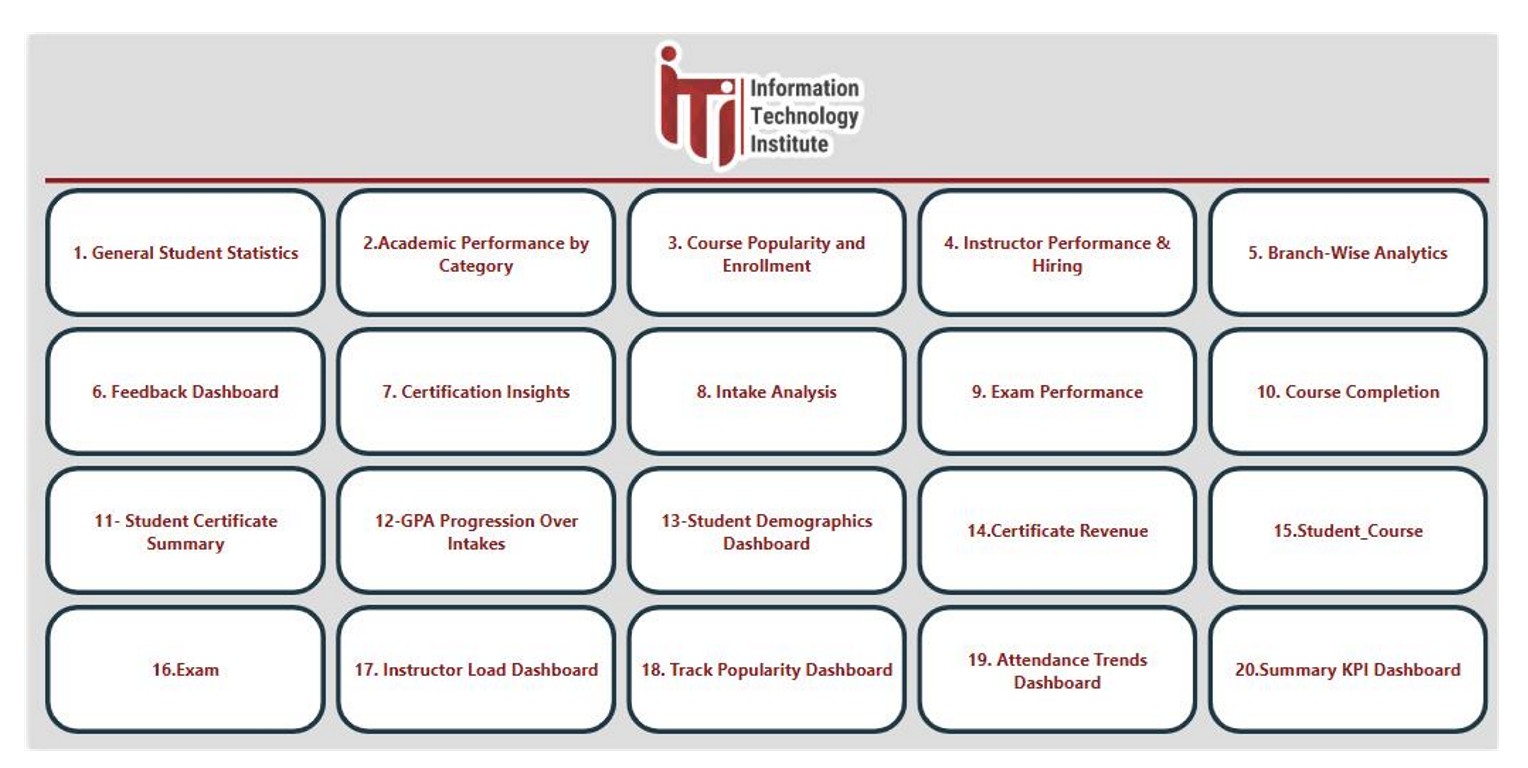 iTi
Information
Technology
Institute
1. General Student Statistics
2.Academic Performance by
Category
3. Course Popularity and
Enrollment
4. Instructor Performance &
Hiring
5. Branch-Wise Analytics
6. Feedback Dashboard
7. Certification Insights
8. Intake Analysis
9. Exam Performance
10. Course Completion
11- Student Certificate
Summary
12-GPA Progression Over
Intakes
13-Student Demographics
Dashboard
14.Certificate Revenue
15.Student_Course
16.Exam
17. Instructor Load Dashboard
18. Track Popularity Dashboard
19. Attendance Trends
Dashboard
20.Summary KPI Dashboard